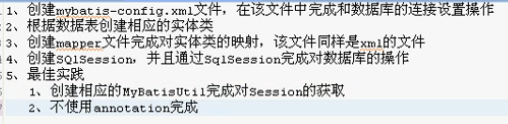 1、创建mybatis-config.xml文件，在该文件中完成和数据库的连接设置操作
2、根据数据表创建相应的实体类
3、创建mapper文件完成对实体类的映射，该文件同样是xml的文件
4、创建SQlSession，并且通过SqlSession完成对数据库的操作
5、最佳实践
1、创建相应的MyBatisUtil完成对Session的获取
2、不使用annotation完成